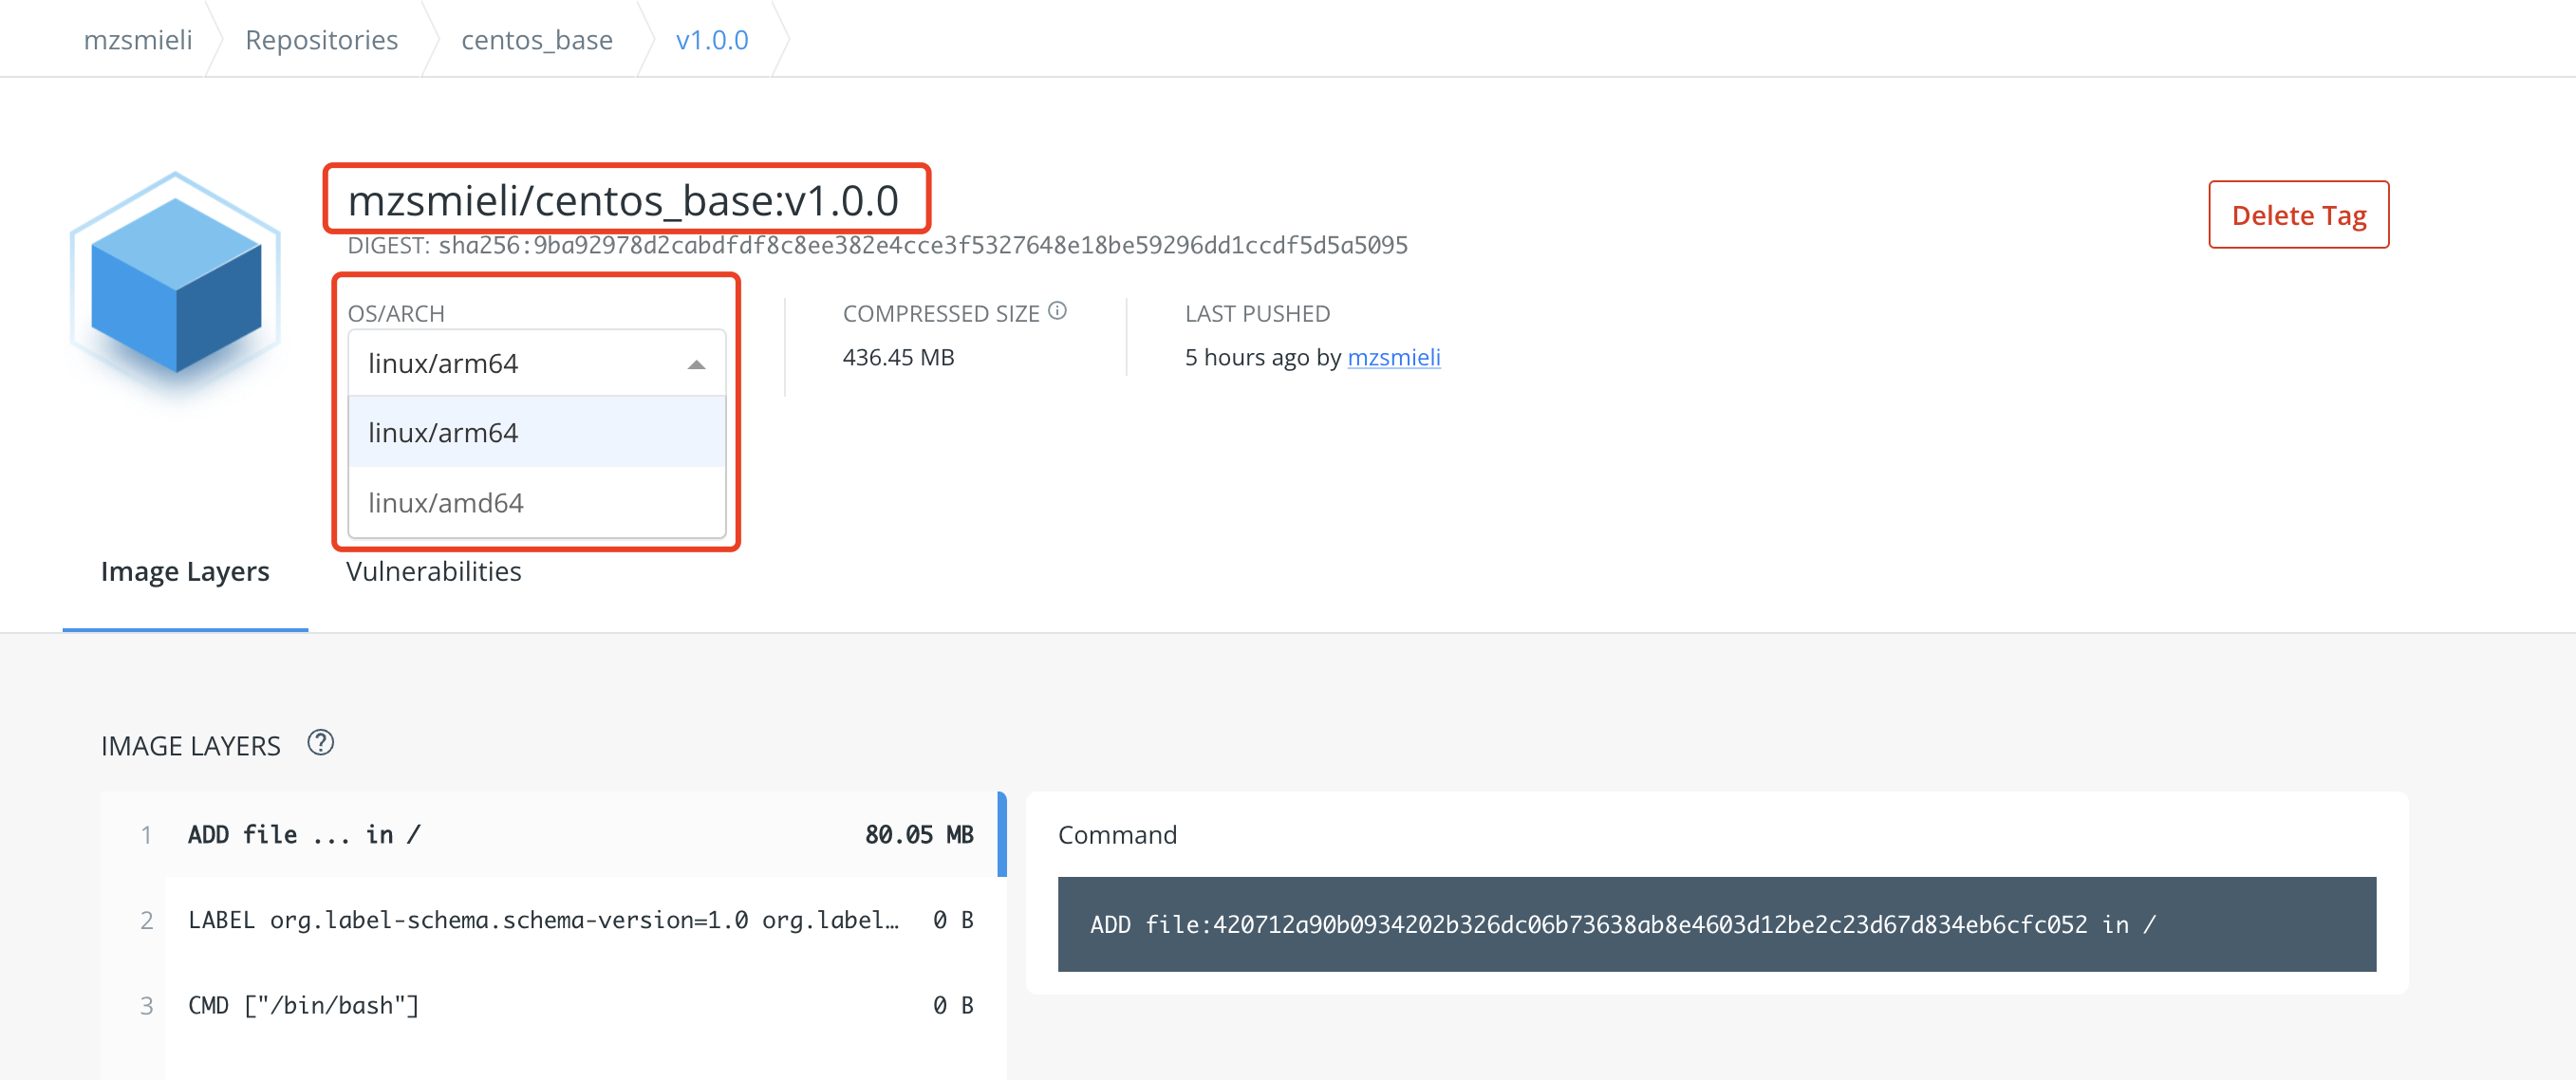 mzsmieli Repositories centos_base v1.0.0
mzsmieli/centos_base:v1.0.0
Delete Tag
DIGEST: sha256:9ba92978d2cabdfdf8c8ee382e4cce3f5327648e18be59296dd1ccdf5d5a5095
OS/ARCH
linux/arm64
linux/arm64
linux/amd64
COMPRESSED SIZE
436.45 MB
LAST PUSHED
5 hours ago by mzsmieli
Image Layers Vulnerabilities
IMAGE LAYERS
1 ADD file ... in / 80.05 MB
2 LABEL org.label-schema.schema-version=1.0 org.label… 0 B
3 CMD ["/bin/bash"] 0 B
Command
ADD file:420712a90b0934202b326dc06b73638ab8e4603d12be2c23d67d834eb6cfc052 in /